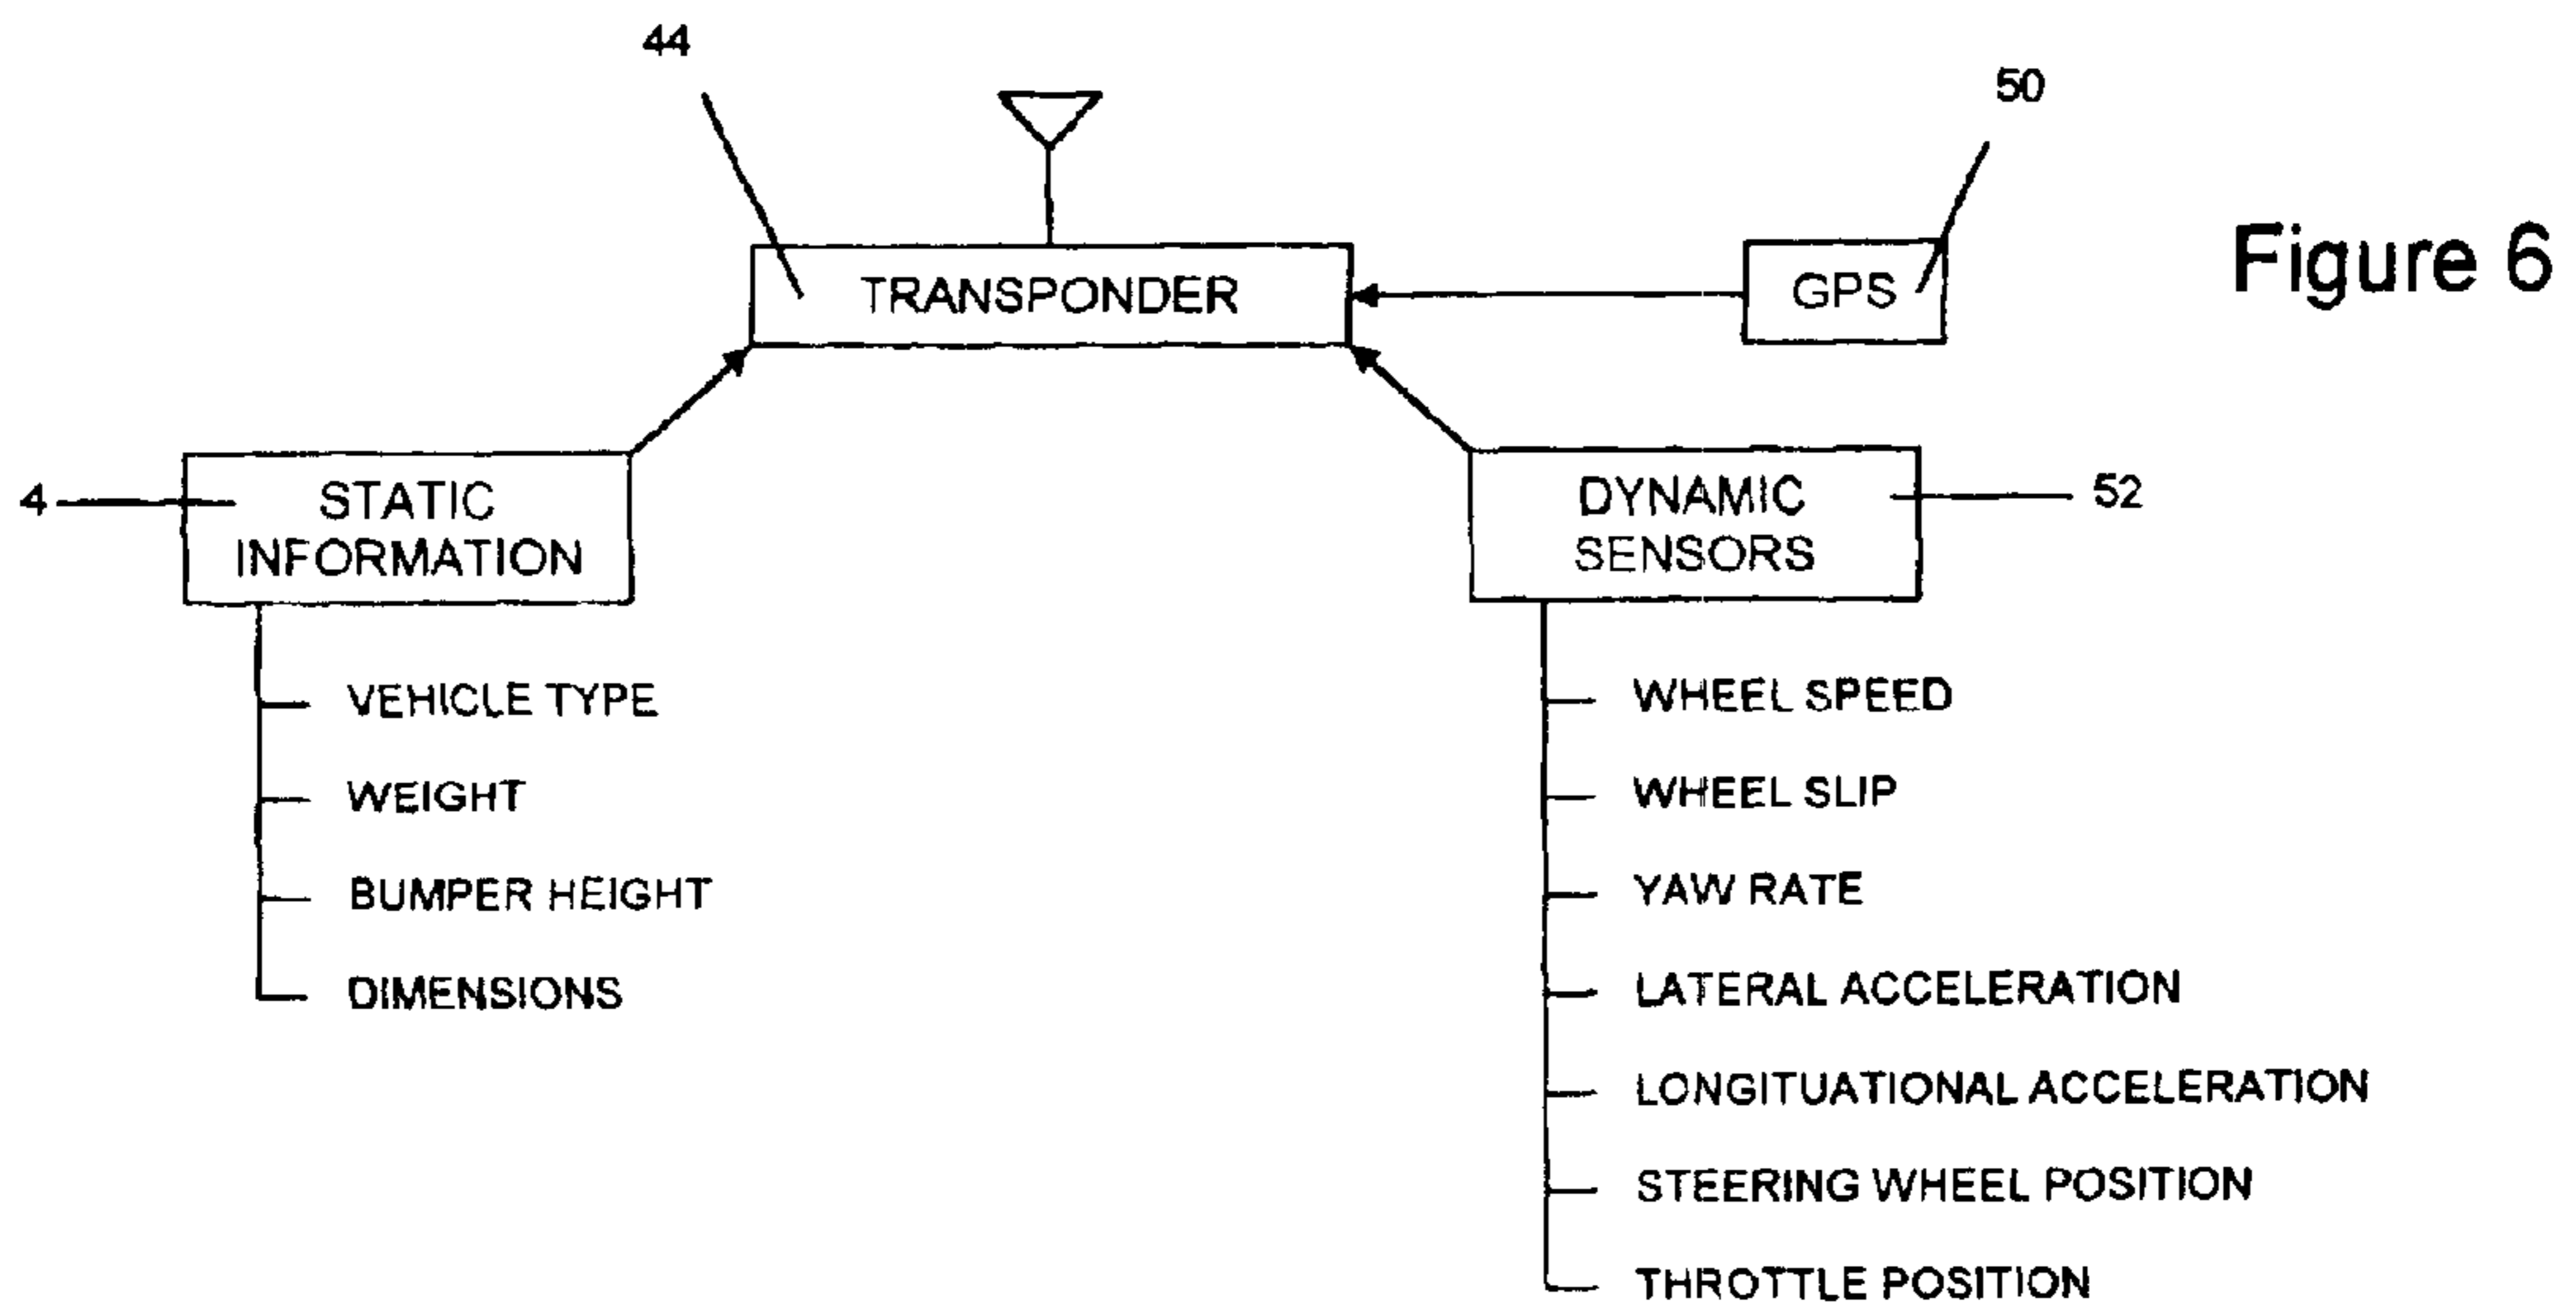 44
50
Figure 6
TRANSPONDER
GPS
4
STATIC
INFORMATION
DYNAMIC
SENSORS
52
VEHICLE TYPE
WEIGHT
BUMPER HEIGHT
DIMENSIONS
WHEEL SPEED
WHEEL SLIP
YAW RATE
LATERAL ACCELERATION
LONGITUATIONAL ACCELERATION
STEERING WHEEL POSITION
THROTTLE POSITION